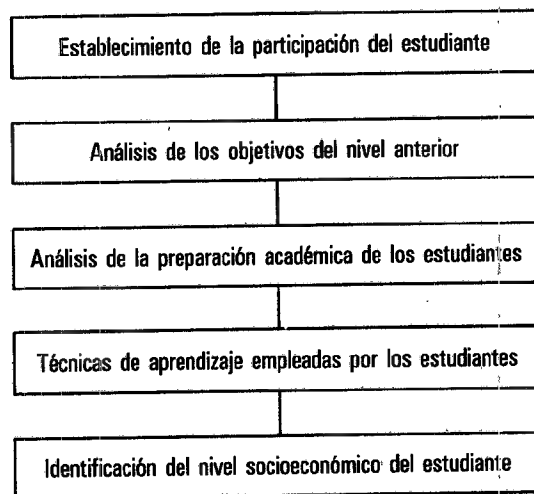 Establecimiento de la participación del estudiante
Análisis de los objetivos del nivel anterior
Análisis de la preparación académica de los estudiantes
Técnicas de aprendizaje empleadas por los estudiantes
Identificación del nivel socioeconómico del estudiante